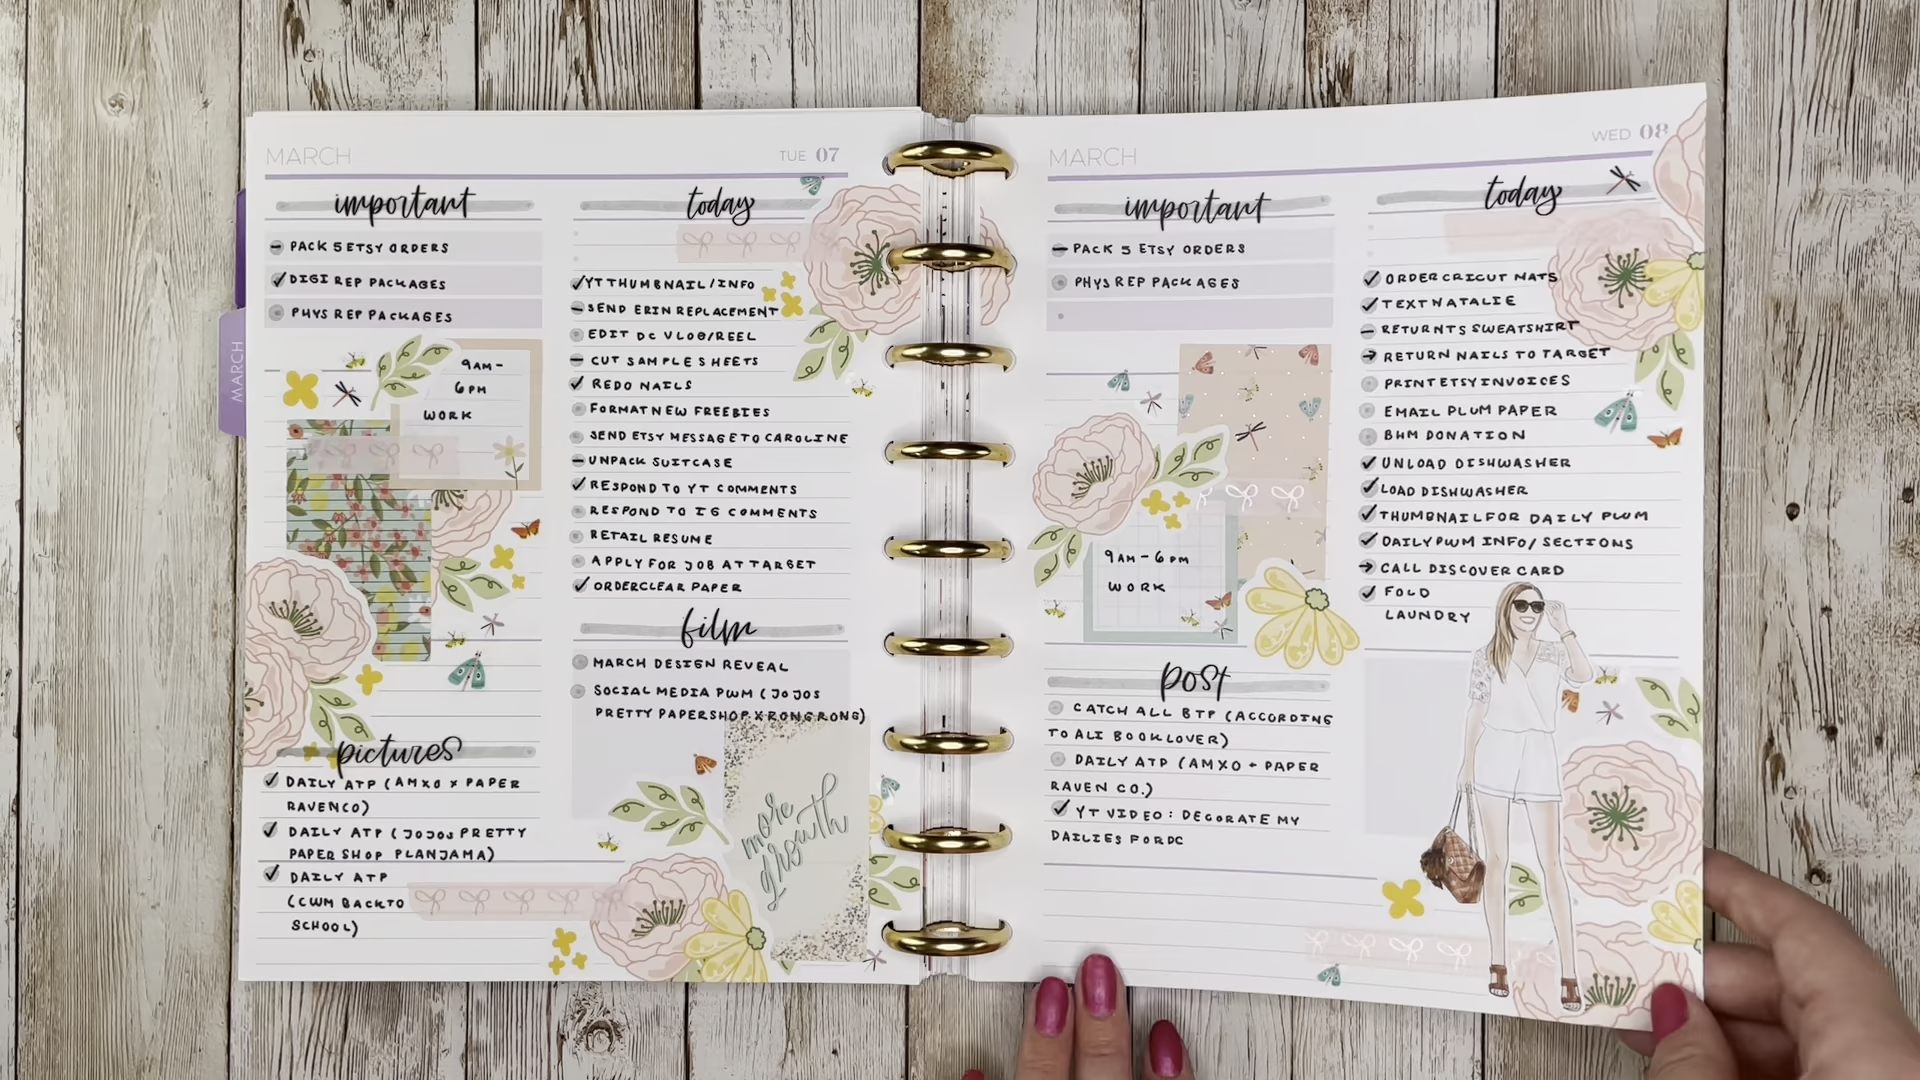 MARCH
TUE 07
important
PACK 5 ETSY ORDERS
DIGI REP PACKAGES
PHYS REP PACKAGES
9AM-
6PM
WORK
pictures
DAILY ATP (AMXO X PAPER
RAVENCO)
DAILY ATP (JOJOS PRETTY
PAPER SHOP PLANJAMA)
DAILY ATP
(CWM BACK TO
SCHOOL)
today
YT THUMBNAIL/INFO
SEND ERIN REPLACEMENT
EDIT DC VLOG/REEL
CUT SAMPLE SHEETS
REDO NAILS
FORMAT NEW FREEBIES
SEND ETSY MESSAGE TO CAROLINE
UNPACK SUITCASE
RESPOND TO YT COMMENTS
RESPOND TO IG COMMENTS
RETAIL RESUME
APPLY FOR JOB AT TARGET
ORDER CLEAR PAPER
film
MARCH DESIGN REVEAL
SOCIAL MEDIA PWM (JOJOS
PRETTY PAPERSHOP X RONGRONG)
more
growth
MARCH
MARCH
WED 08
important
PACK 5 ETSY ORDERS
PHYS REP PACKAGES
9AM-6PM
WORK
post
CATCH ALL BTP (ACCORDING
TO ALI BOOKLOVER)
DAILY ATP (AMXO + PAPER
RAVEN CO.)
YT VIDEO: DECORATE MY
DAILIES FOR DC
today
ORDER CRICUT MATS
TEXT NATALIE
RETURN TS SWEATSHIRT
RETURN NAILS TO TARGET
PRINT ETSY INVOICES
EMAIL PLUM PAPER
BHM DONATION
UNLOAD DISHWASHER
LOAD DISHWASHER
THUMBNAIL FOR DAILY PLUM
DAILY PWM INFO/SECTIONS
CALL DISCOVER CARD
FOLD
LAUNDRY